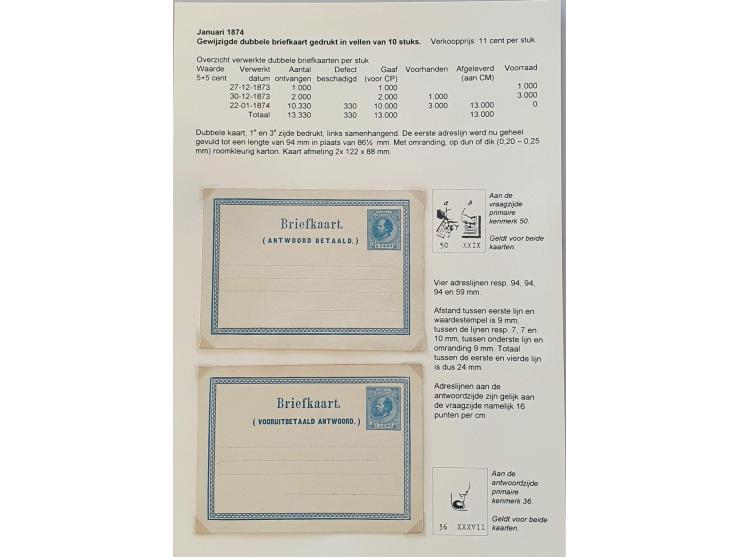 Januari 1874
Gewijzigde dubbele briefkaart gedrukt in vellen van 10 stuks. Verkoopprijs: 11 cent per stuk
Overzicht verwerkte dubbele briefkaarten per stuk
Waarde Verwerkt Aantal Defect Gaaf Voorhanden Afgeleverd Voorraad
5+5 cent datum ontvangen beschadigd (voor CP) (aan CM)
27-12-1873 1.000 1.000 1.000
30-12-1873 2.000 2.000 1.000 3.000
22-01-1874 10.330 330 10.000 3.000 13.000 0
Totaal 13.330 330 13.000 13.000
Dubbele kaart, 1e en 3e zijde bedrukt, links samenhangend. De eerste adreslijn werd nu geheel
gevuld tot een lengte van 94 mm in plaats van 86½ mm. Met omranding, op dun of dik (0,20 – 0,25
mm) roomkleurig karton. Kaart afmeting 2x 122 x 88 mm.
Briefkaart.
(ANTWOORD BETAALD.)
5 CENT
Aan de
vraagzijde
primaire
kenmerk 50.
Geldt voor beide
kaarten.
a b
50 XXIX
Vier adreslijnen resp. 94, 94,
94 en 59 mm.
Afstand tussen eerste lijn en
waardestempel is 9 mm,
tussen de lijnen resp. 7, 7 en
10 mm, tussen onderste lijn en
omranding 9 mm. Totaal
tussen de eerste en vierde lijn
is dus 24 mm.
Adreslijnen aan de
antwoordzijde zijn gelijk aan
de vraagzijde namelijk 16
punten per cm.
Briefkaart.
(VOORUITBETAALD ANTWOORD.)
5 CENT
Aan de
antwoordzijde
primaire
kenmerk 36.
Geldt voor beide
kaarten.
36 XXXVII